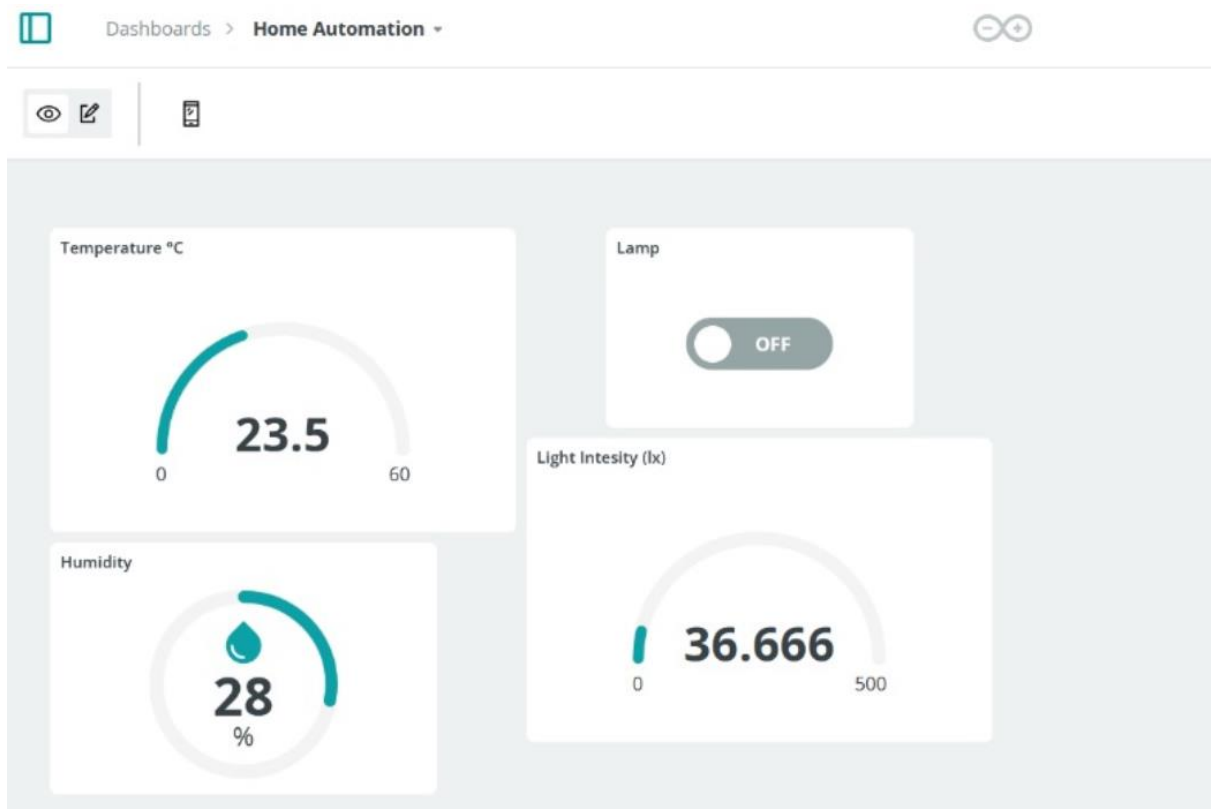 Dashboards > Home Automation
Temperature °C
23.5
0 60
Lamp
OFF
Light Intesity (lx)
36.666
0 500
Humidity
28
%